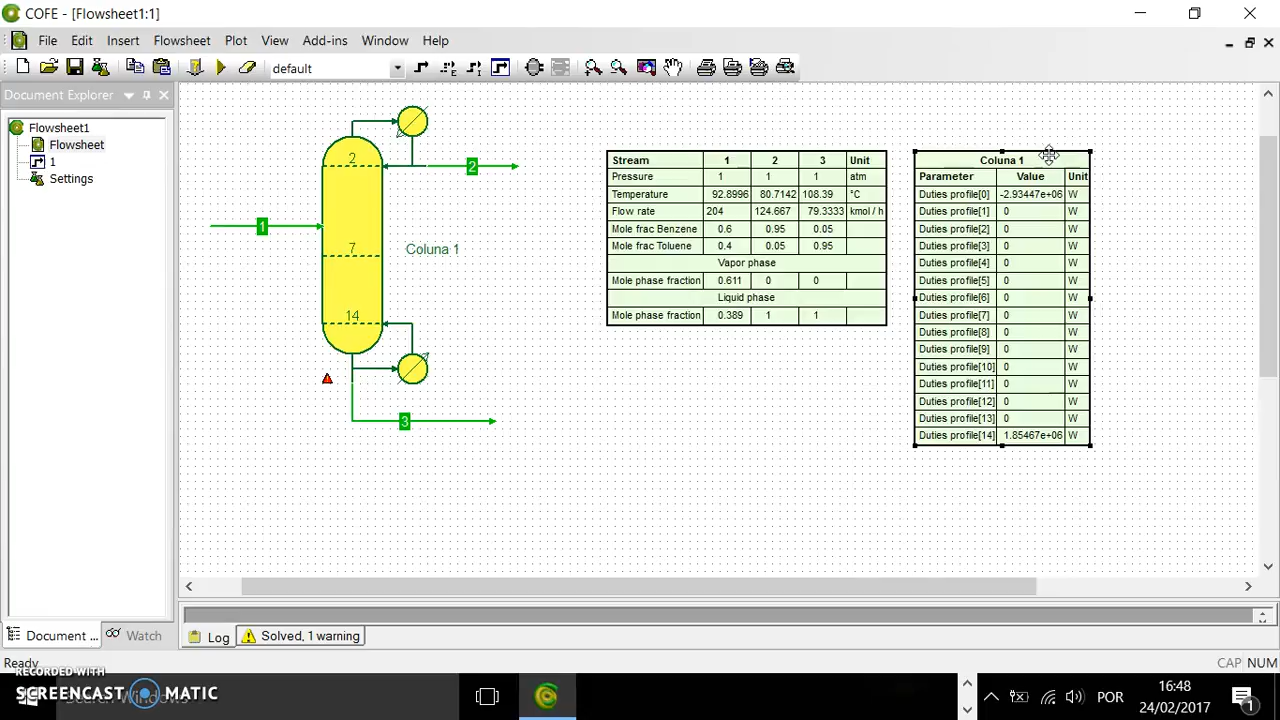 COFE - [Flowsheet1:1]
File Edit Insert Flowsheet Plot View Add-ins Window Help
default
Document Explorer
Flowsheet1
Flowsheet
1
Settings
2
2
1
7
Coluna 1
14
3
Stream 1 2 3 Unit
Pressure 1 1 1 atm
Temperature 92.8996 80.7142 108.39 °C
Flow rate 204 124.667 79.3333 kmol / h
Mole frac Benzene 0.6 0.95 0.05
Mole frac Toluene 0.4 0.05 0.95
Vapor phase
Mole phase fraction 0.611 0 0
Liquid phase
Mole phase fraction 0.389 1 1
Coluna 1
Parameter Value Unit
Duties profile[0] -2.93447e+06 W
Duties profile[1] 0 W
Duties profile[2] 0 W
Duties profile[3] 0 W
Duties profile[4] 0 W
Duties profile[5] 0 W
Duties profile[6] 0 W
Duties profile[7] 0 W
Duties profile[8] 0 W
Duties profile[9] 0 W
Duties profile[10] 0 W
Duties profile[11] 0 W
Duties profile[12] 0 W
Duties profile[13] 0 W
Duties profile[14] 1.85467e+06 W
Document ... Watch
Log Solved, 1 warning
Ready
CAP NUM
RECORDED WITH
SCREENCAST MATIC
Search Windows
POR
16:48
24/02/2017
1